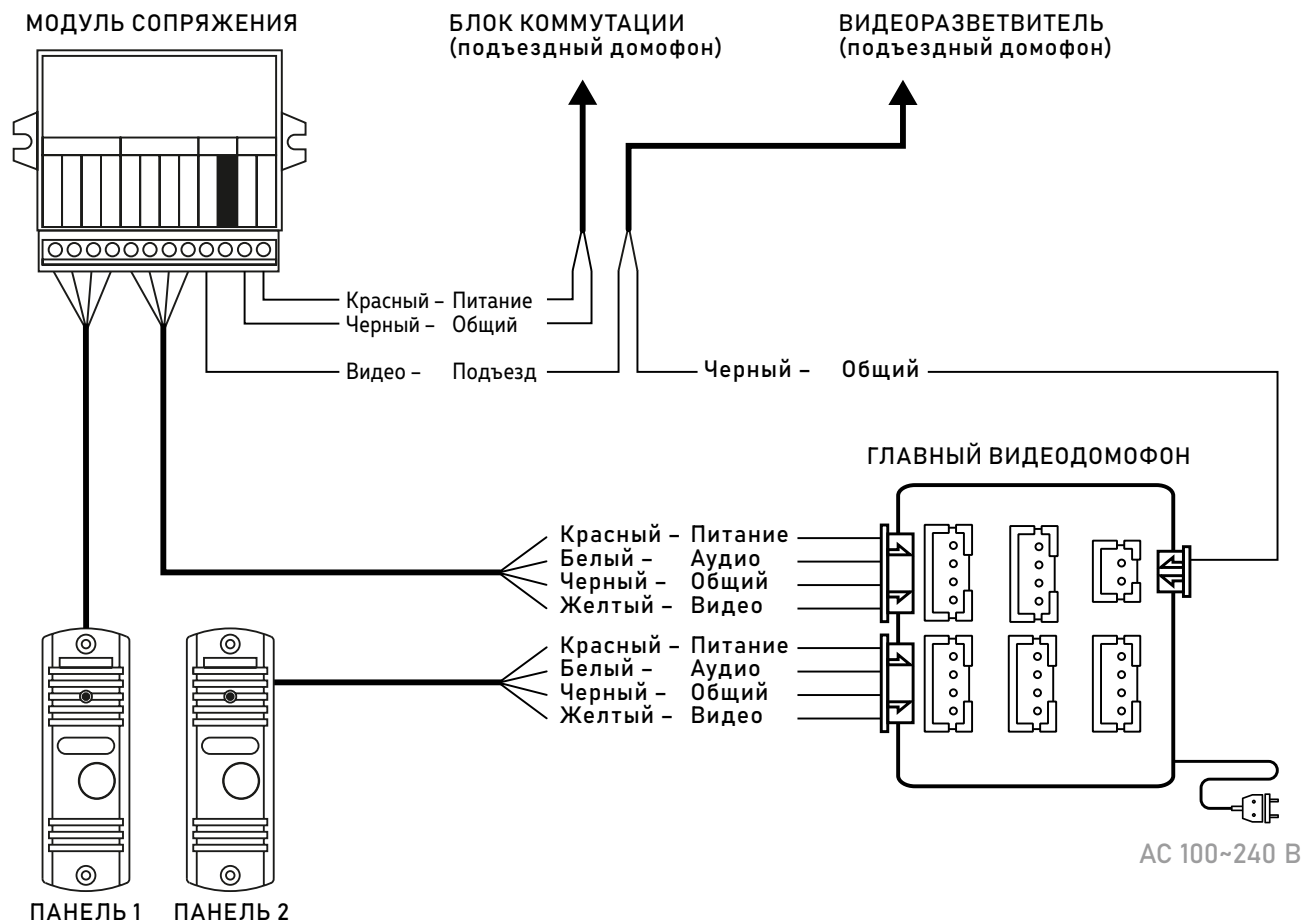 МОДУЛЬ СОПРЯЖЕНИЯ
БЛОК КОММУТАЦИИ
(подъездный домофон)
ВИДЕОРАЗВЕТВИТЕЛЬ
(подъездный домофон)
Красный – Питание
Черный – Общий
Видео – Подъезд
Черный – Общий
ГЛАВНЫЙ ВИДЕОДОМОФОН
Красный – Питание
Белый – Аудио
Черный – Общий
Желтый – Видео
Красный – Питание
Белый – Аудио
Черный – Общий
Желтый – Видео
AC 100~240 В
ПАНЕЛЬ 1
ПАНЕЛЬ 2